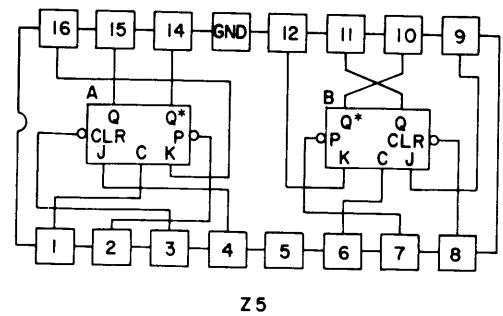 16 15 14 GND 12 11 10 9
A B
Q Q* Q* Q
CLR P P CLR
J C K K C J
1 2 3 4 5 6 7 8
Z5